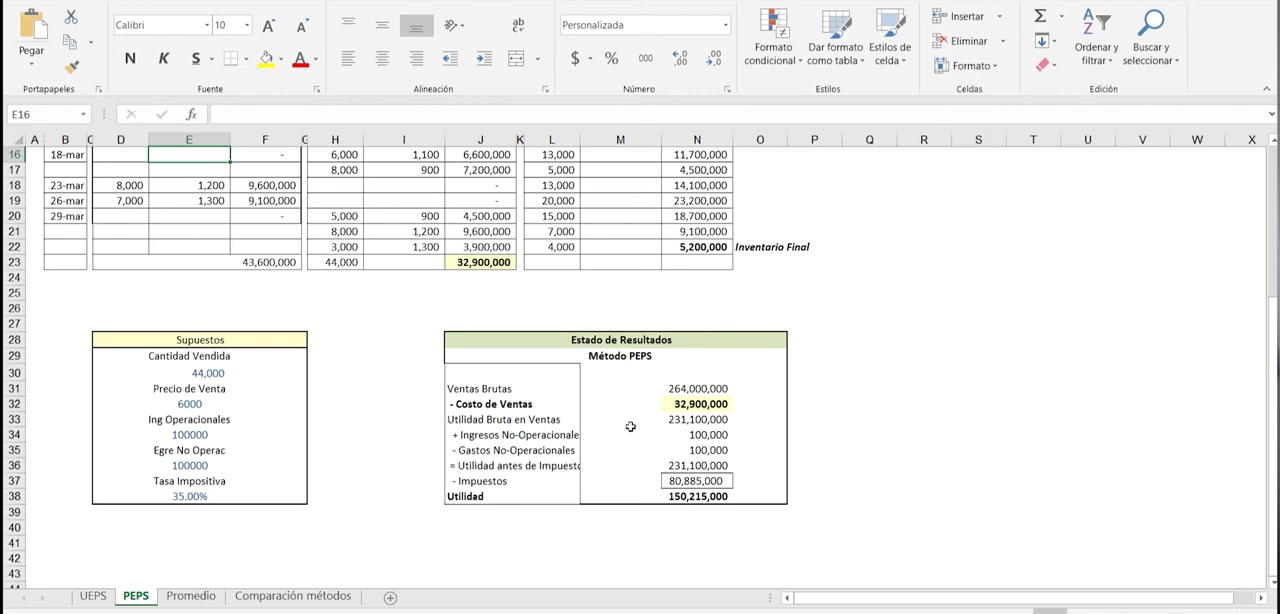 Pegar
Portapapeles
Calibri 10 A A
N K S A
Fuente
ab
Alineación
Personalizada
$ % 000
Número
Formato condicional
Dar formato como tabla
Estilos de celda
Estilos
Insertar
Eliminar
Formato
Celdas
Σ
Ordenar y filtrar
Buscar y seleccionar
Edición
E16 fx
A B C D E F G H I J K L M N O P Q R S T U V W X
16 18-mar - 6,000 1,100 6,600,000 13,000 11,700,000
17 8,000 900 7,200,000 5,000 4,500,000
18 23-mar 8,000 1,200 9,600,000 - 13,000 14,100,000
19 26-mar 7,000 1,300 9,100,000 - 20,000 23,200,000
20 29-mar - 5,000 900 4,500,000 15,000 18,700,000
21 8,000 1,200 9,600,000 7,000 9,100,000
22 3,000 1,300 3,900,000 4,000 5,200,000 Inventario Final
23 43,600,000 44,000 32,900,000
24
25
26
27
28 Supuestos Estado de Resultados
29 Cantidad Vendida Método PEPS
30 44,000
31 Precio de Venta Ventas Brutas 264,000,000
32 6000 - Costo de Ventas 32,900,000
33 Ing Operacionales Utilidad Bruta en Ventas 231,100,000
34 100000 + Ingresos No-Operacionale 100,000
35 Egre No Operac - Gastos No-Operacionales 100,000
36 100000 = Utilidad antes de Impuesto 231,100,000
37 Tasa Impositiva - Impuestos 80,885,000
38 35.00% Utilidad 150,215,000
39
40
41
42
43
UEPS PEPS Promedio Comparación métodos